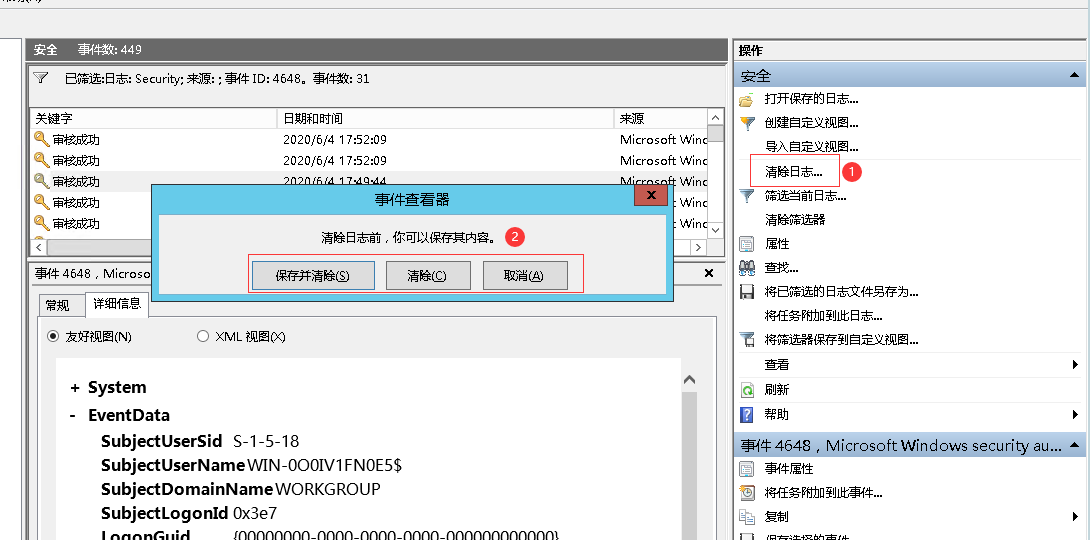 安全 事件数: 449
已筛选:日志: Security; 来源: ; 事件 ID: 4648。事件数: 31
关键字 日期和时间 来源
审核成功 2020/6/4 17:52:09 Microsoft Winc
审核成功 2020/6/4 17:52:09 Microsoft Winc
审核成功 2020/6/4 17:49:44 Microsoft Winc
审核成功 Microsoft Winc
审核成功 Microsoft Winc
事件查看器
清除日志前，你可以保存其内容。 2
保存并清除(S) 清除(C) 取消(A)
事件 4648，Microso
常规 详细信息
友好视图(N) XML 视图(X)
+ System
- EventData
SubjectUserSid S-1-5-18
SubjectUserName WIN-0O0IV1FN0E5$
SubjectDomainName WORKGROUP
SubjectLogonId 0x3e7
LogonGuid {00000000-0000-0000-0000-000000000000}
操作
安全
打开保存的日志...
创建自定义视图...
导入自定义视图...
清除日志... 1
筛选当前日志...
清除筛选器
属性
查找...
将已筛选的日志文件另存为...
将任务附加到此日志...
将筛选器保存到自定义视图...
查看
刷新
帮助
事件 4648，Microsoft Windows security au...
事件属性
将任务附加到此事件...
复制
保存选择的事件